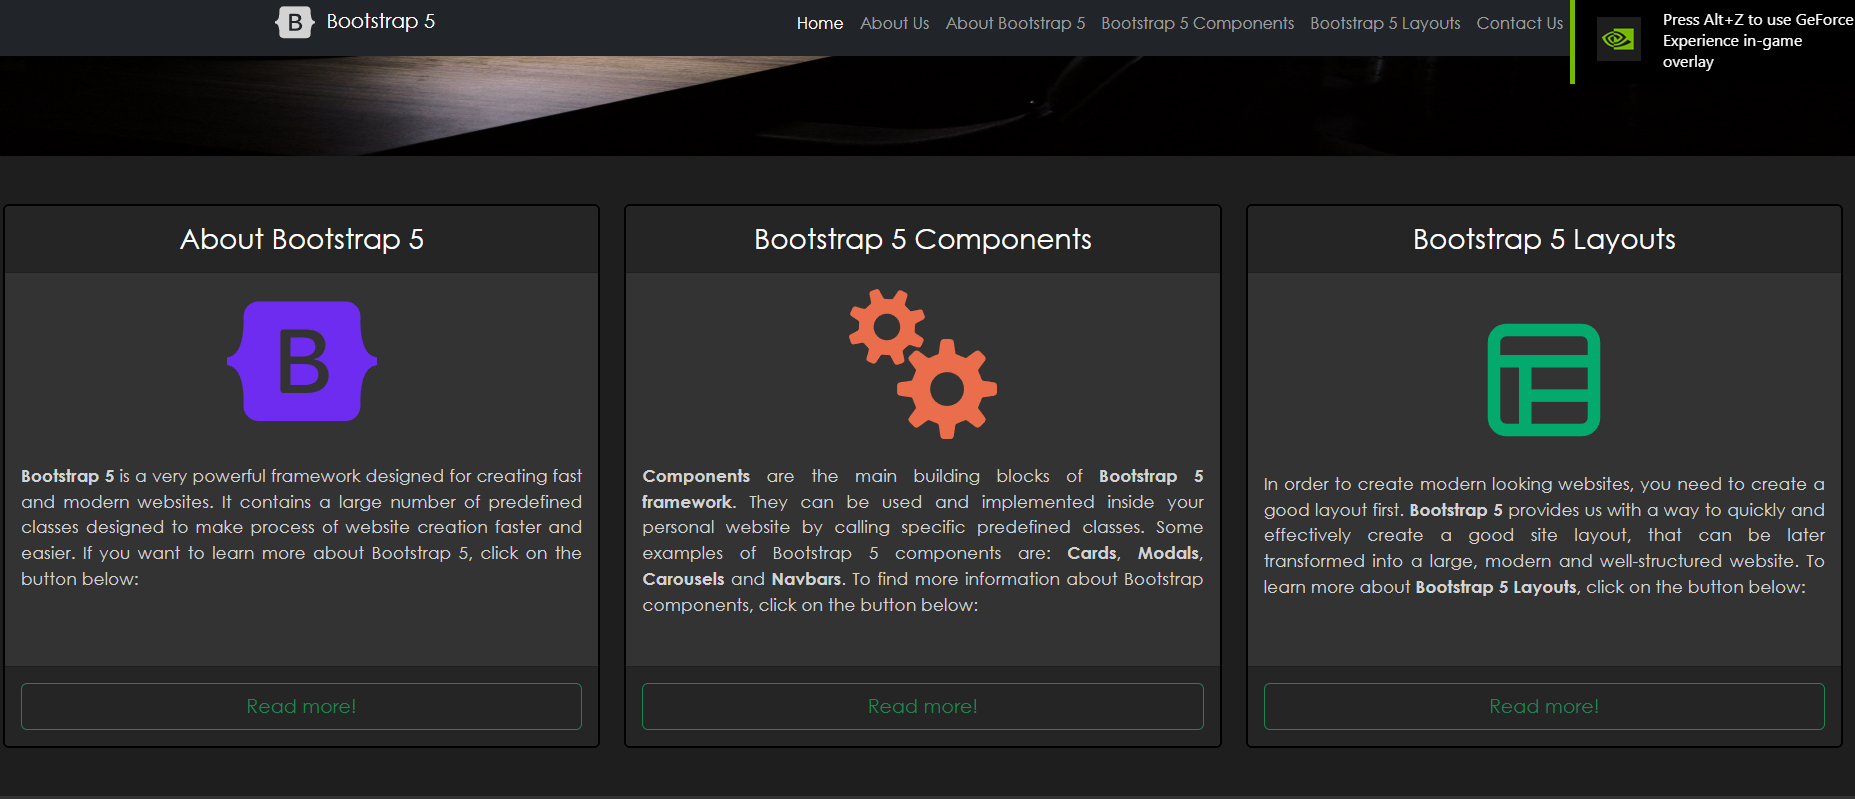 B Bootstrap 5
Home About Us About Bootstrap 5 Bootstrap 5 Components Bootstrap 5 Layouts Contact Us
Press Alt+Z to use GeForce
Experience in-game
overlay
About Bootstrap 5
B
Bootstrap 5 is a very powerful framework designed for creating fast
and modern websites. It contains a large number of predefined
classes designed to make process of website creation faster and
easier. If you want to learn more about Bootstrap 5, click on the
button below:
Read more!
Bootstrap 5 Components
Components are the main building blocks of Bootstrap 5
framework. They can be used and implemented inside your
personal website by calling specific predefined classes. Some
examples of Bootstrap 5 components are: Cards, Modals,
Carousels and Navbars. To find more information about Bootstrap
components, click on the button below:
Read more!
Bootstrap 5 Layouts
In order to create modern looking websites, you need to create a
good layout first. Bootstrap 5 provides us with a way to quickly and
effectively create a good site layout, that can be later
transformed into a large, modern and well-structured website. To
learn more about Bootstrap 5 Layouts, click on the button below:
Read more!